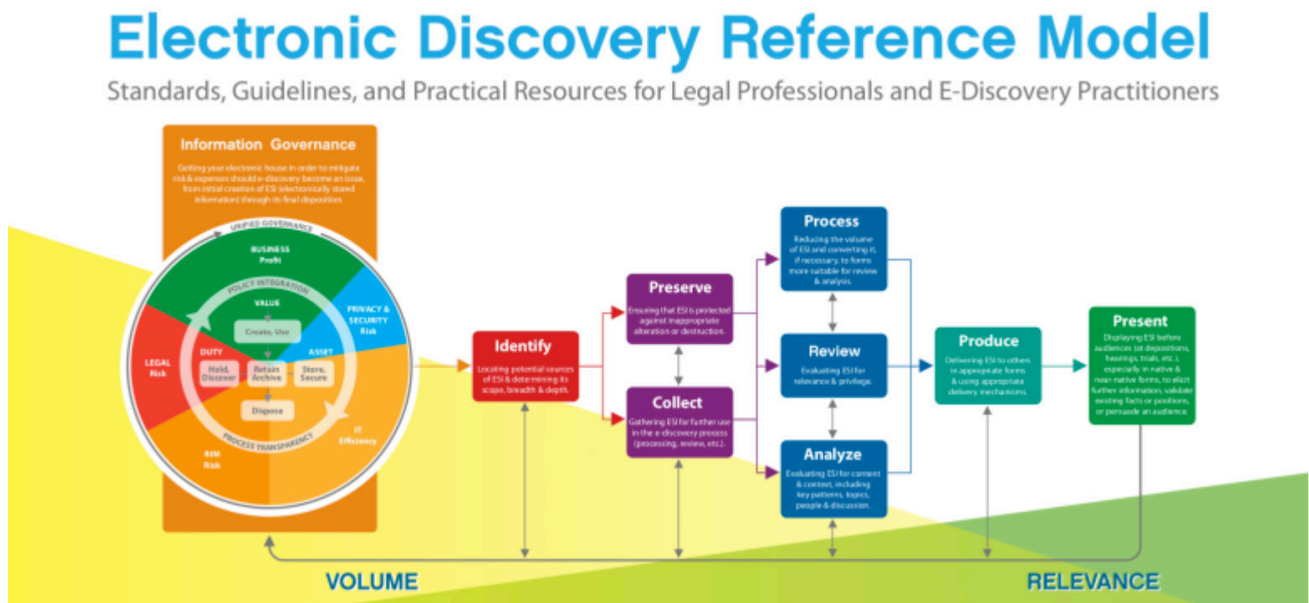 Electronic Discovery Reference Model
Standards, Guidelines, and Practical Resources for Legal Professionals and E-Discovery Practitioners
Information Governance
Getting your electronic house in order to mitigate
risk & expenses should e-discovery become an issue,
from initial creation of ESI (electronically stored
information) through its final disposition.
UNIFIED GOVERNANCE
BUSINESS
Profit
POLICY INTEGRATION
VALUE
Create, Use
PRIVACY &
SECURITY
Risk
LEGAL
Risk
DUTY
ASSET
Hold,
Discover
Retain
Archive
Store,
Secure
Dispose
PROCESS TRANSPARENCY
RIM
Risk
IT
Efficiency
Identify
Locating potential sources
of ESI & determining its
scope, breadth & depth.
Preserve
Ensuring that ESI is protected
against inappropriate
alteration or destruction.
Collect
Gathering ESI for further use
in the e-discovery process
(processing, review, etc.).
Process
Reducing the volume
of ESI and converting it,
if necessary, to forms
more suitable for review
& analysis.
Review
Evaluating ESI for
relevance & privilege.
Analyze
Evaluating ESI for content
& context, including
key patterns, topics,
people & discussion.
Produce
Delivering ESI to others
in appropriate forms
& using appropriate
delivery mechanisms.
Present
Displaying ESI before
audiences (at depositions,
hearings, trials, etc.),
especially in native &
near-native forms, to elicit
further information, validate
existing facts or positions,
or persuade an audience.
VOLUME
RELEVANCE